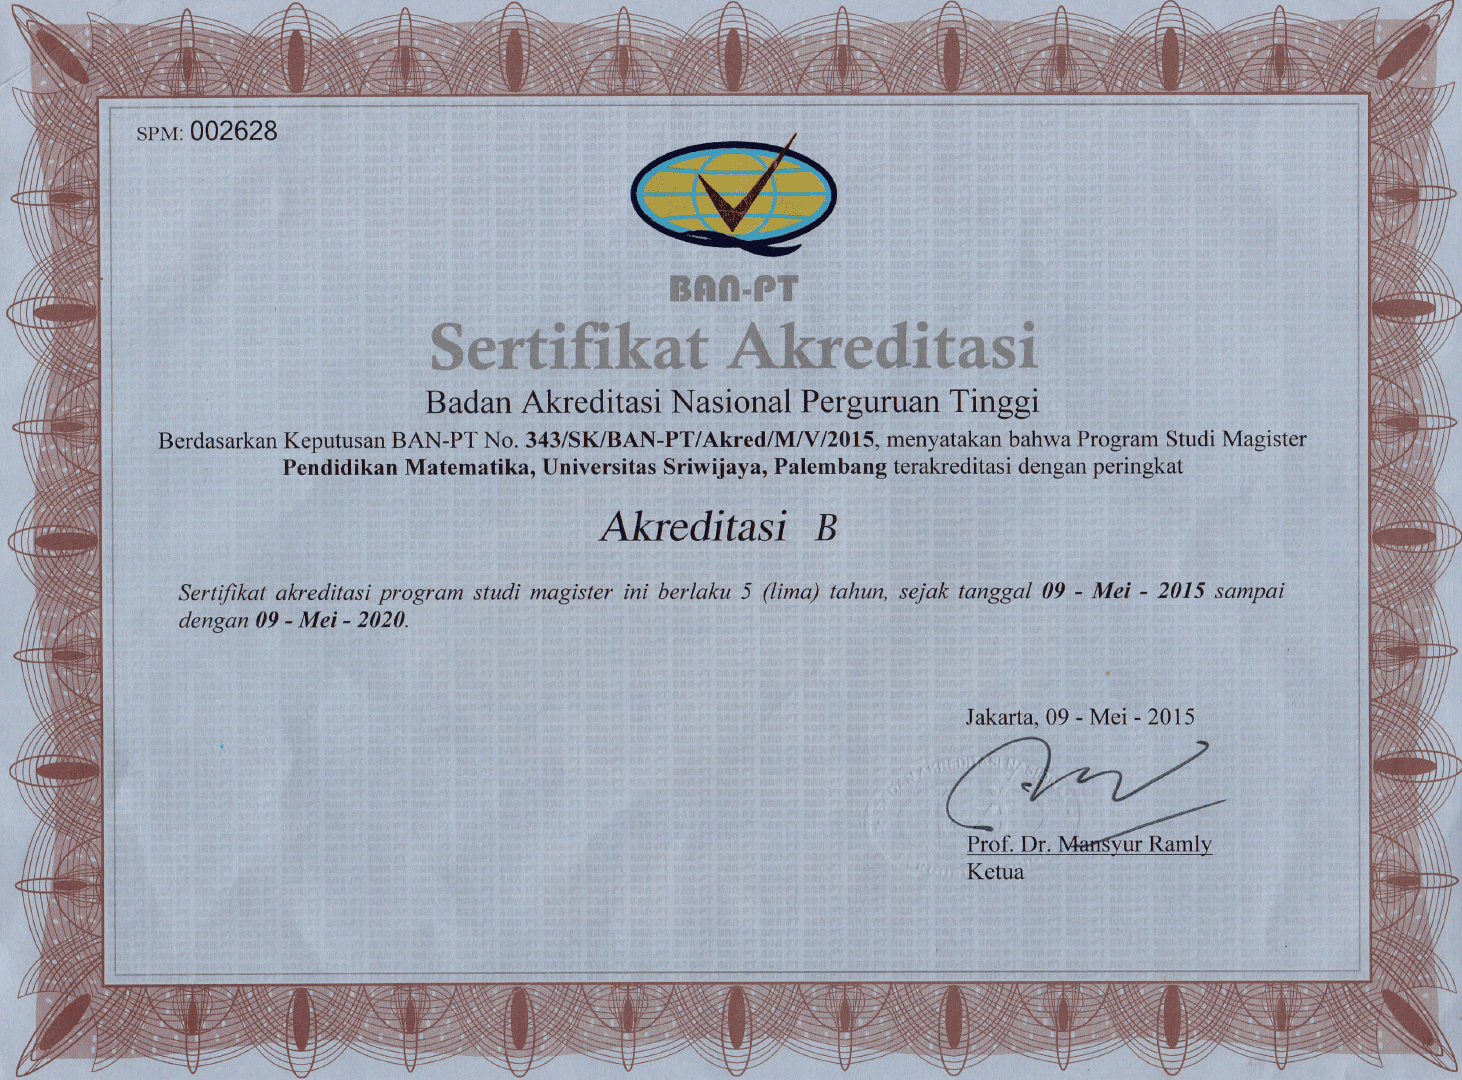 SPM: 002628
BAN-PT
Sertifikat Akreditasi
Badan Akreditasi Nasional Perguruan Tinggi
Berdasarkan Keputusan BAN-PT No. 343/SK/BAN-PT/Akred/M/V/2015, menyatakan bahwa Program Studi Magister
Pendidikan Matematika, Universitas Sriwijaya, Palembang terakreditasi dengan peringkat
Akreditasi B
Sertifikat akreditasi program studi magister ini berlaku 5 (lima) tahun, sejak tanggal 09 - Mei - 2015 sampai
dengan 09 - Mei - 2020.
Jakarta, 09 - Mei - 2015
AKREDITASI
Prof. Dr. Mansyur Ramly
Ketua